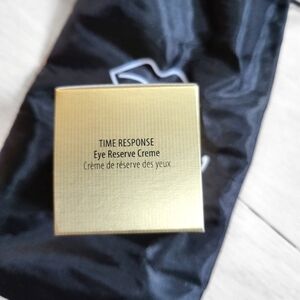 TIME RESPONSE
Eye Reserve Creme
Crème de réserve des yeux